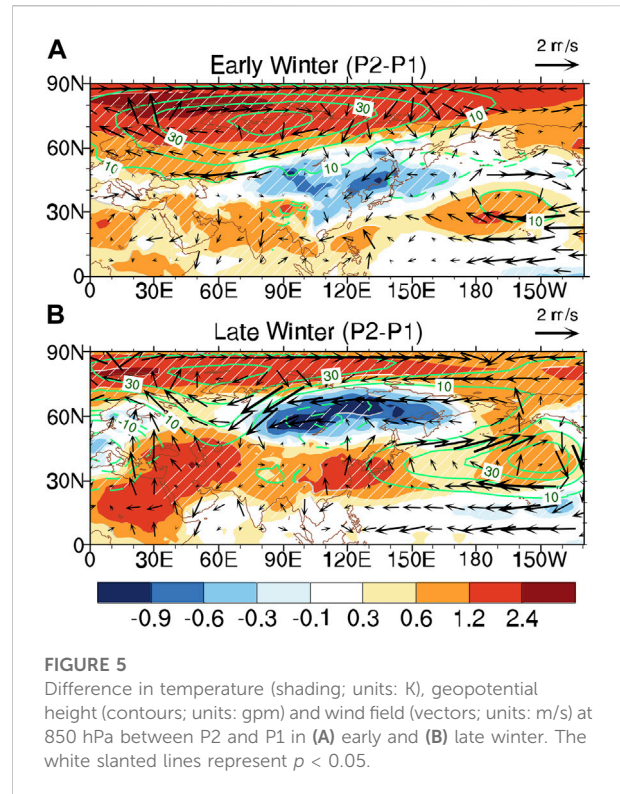 A
Early Winter (P2-P1)
2 m/s
90N
60N
30N
0
30
30
10
10
10
10
0 30E 60E 90E 120E 150E 180 150W
B
Late Winter (P2-P1)
2 m/s
90N
60N
30N
0
30
30
10
-10
10
30
10
10
0 30E 60E 90E 120E 150E 180 150W
-0.9 -0.6 -0.3 -0.1 0.3 0.6 1.2 2.4
FIGURE 5
Difference in temperature (shading; units: K), geopotential
height (contours; units: gpm) and wind field (vectors; units: m/s) at
850 hPa between P2 and P1 in (A) early and (B) late winter. The
white slanted lines represent p < 0.05.